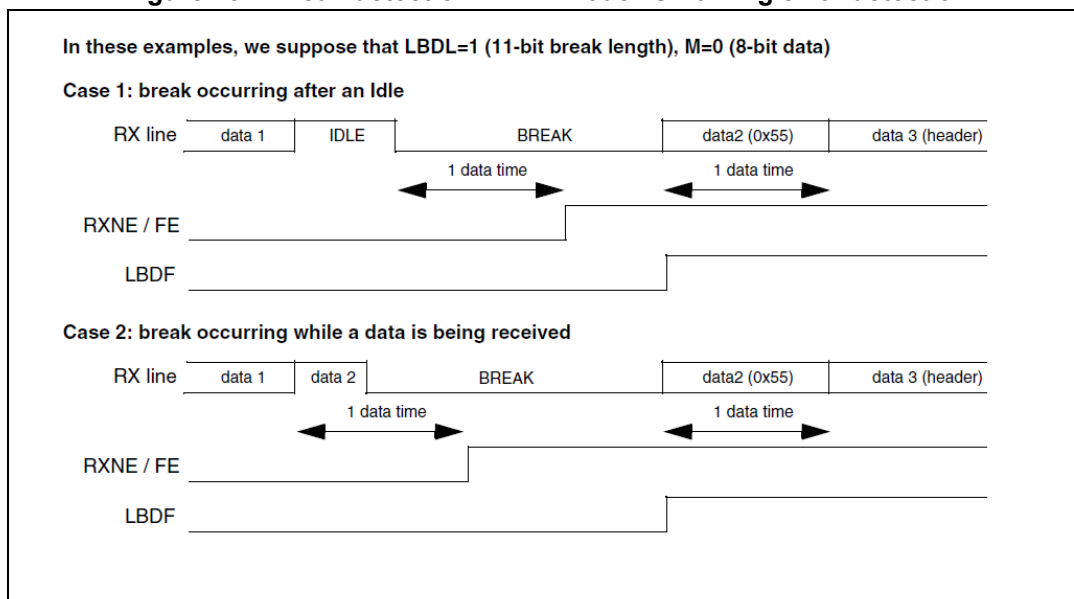 In these examples, we suppose that LBDL=1 (11-bit break length), M=0 (8-bit data)
Case 1: break occurring after an Idle
RX line data 1 IDLE BREAK data2 (0x55) data 3 (header)
1 data time 1 data time
RXNE / FE
LBDF
Case 2: break occurring while a data is being received
RX line data 1 data 2 BREAK data2 (0x55) data 3 (header)
1 data time 1 data time
RXNE / FE
LBDF